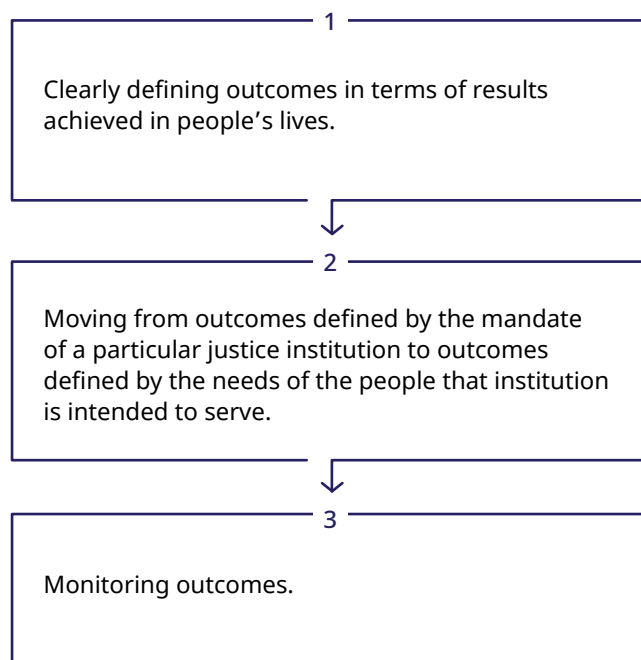 1
Clearly defining outcomes in terms of results
achieved in people’s lives.
2
Moving from outcomes defined by the mandate
of a particular justice institution to outcomes
defined by the needs of the people that institution
is intended to serve.
3
Monitoring outcomes.